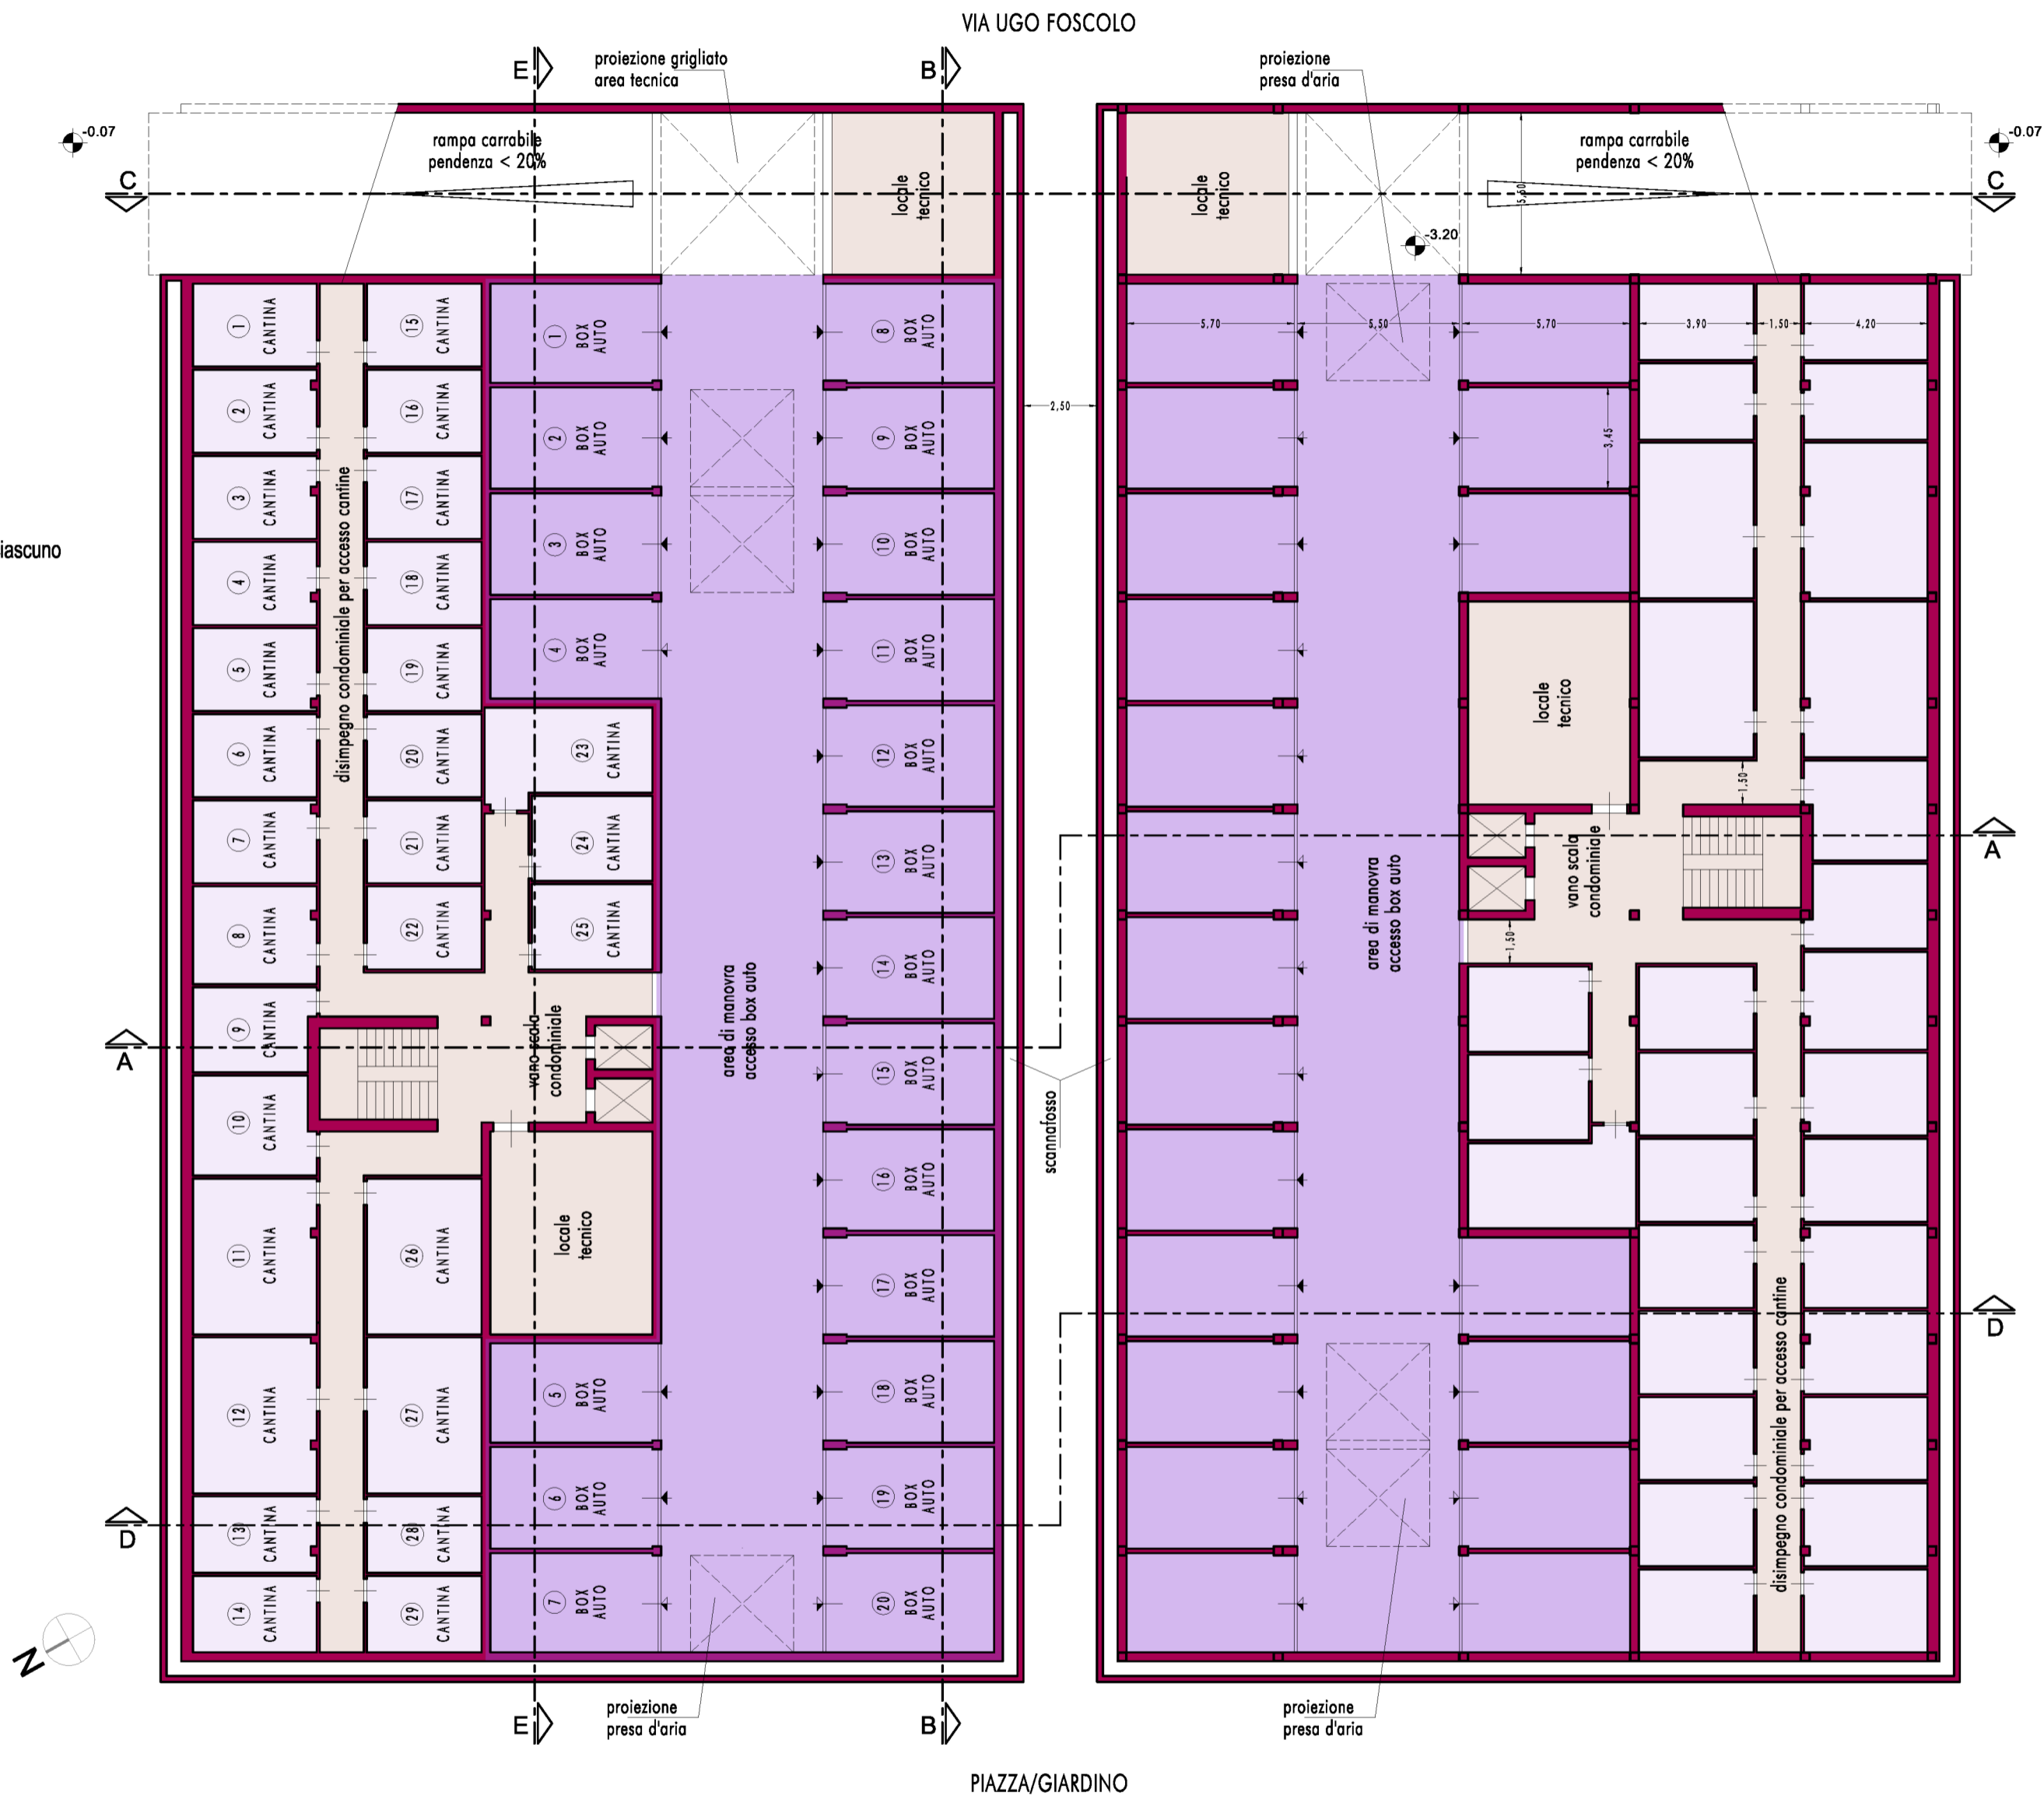 VIA UGO FOSCOLO
E
proiezione grigliato
area tecnica
B
proiezione
presa d'aria
-0.07
rampa carrabile
pendenza < 20%
rampa carrabile
pendenza < 20%
-0.07
C
locale
tecnico
locale
tecnico
5,60
C
-3.20
1
CANTINA
15
CANTINA
1
BOX
AUTO
8
BOX
AUTO
5,70
5,50
5,70
3,90
1,50
4,20
2
CANTINA
16
CANTINA
2
BOX
AUTO
9
BOX
AUTO
2,50
3,45
3
CANTINA
17
CANTINA
3
BOX
AUTO
10
BOX
AUTO
iascuno
disimpegno condominiale per accesso cantine
4
CANTINA
18
CANTINA
4
BOX
AUTO
11
BOX
AUTO
5
CANTINA
19
CANTINA
locale
tecnico
6
CANTINA
20
CANTINA
23
CANTINA
12
BOX
AUTO
1,50
7
CANTINA
21
CANTINA
24
CANTINA
13
BOX
AUTO
A
area di manovra
accesso box auto
vano scala
condominiale
8
CANTINA
22
CANTINA
25
CANTINA
14
BOX
AUTO
1,50
9
CANTINA
vano scala
condominiale
area di manovra
accesso box auto
15
BOX
AUTO
A
10
CANTINA
scannafosso
16
BOX
AUTO
11
CANTINA
26
CANTINA
locale
tecnico
17
BOX
AUTO
D
12
CANTINA
27
CANTINA
5
BOX
AUTO
18
BOX
AUTO
disimpegno condominiale per accesso cantine
13
CANTINA
28
CANTINA
6
BOX
AUTO
19
BOX
AUTO
D
14
CANTINA
29
CANTINA
7
BOX
AUTO
20
BOX
AUTO
N
proiezione
presa d'aria
proiezione
presa d'aria
E
B
PIAZZA/GIARDINO